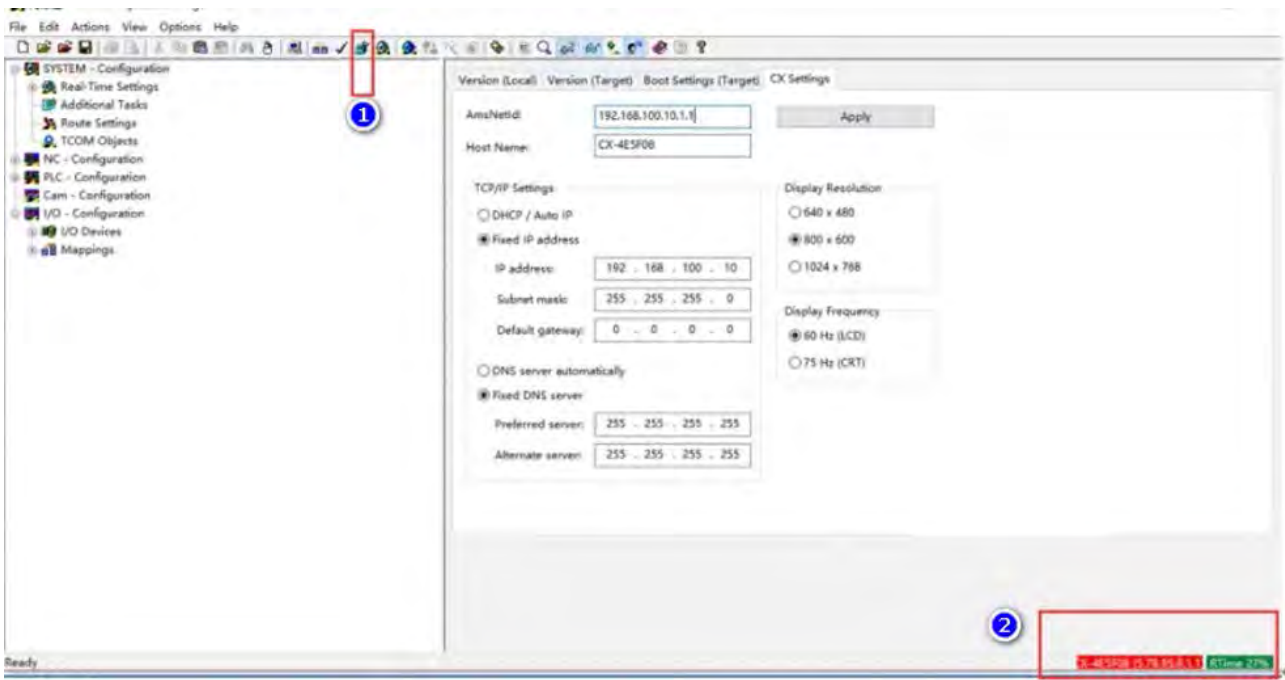 File Edit Actions View Options Help
SYSTEM - Configuration
Real-Time Settings
Additional Tasks
Route Settings
TCOM Objects
NC - Configuration
PLC - Configuration
Cam - Configuration
I/O - Configuration
I/O Devices
Mappings
1
Version (Local) Version (Target) Boot Settings (Target) CX Settings
AmsNetId: 192.168.100.10.1.1 Apply
Host Name: CX-4E5F08
TCP/IP Settings
DHCP / Auto IP
Fixed IP address
IP address: 192 . 168 . 100 . 10
Subnet mask: 255 . 255 . 255 . 0
Default gateway: 0 . 0 . 0 . 0
DNS server automatically
Fixed DNS server
Preferred server: 255 . 255 . 255 . 255
Alternate server: 255 . 255 . 255 . 255
Display Resolution
640 x 480
800 x 600
1024 x 768
Display Frequency
60 Hz (LCD)
75 Hz (CRT)
2
Ready
CX-4E5F08 RTime 27%